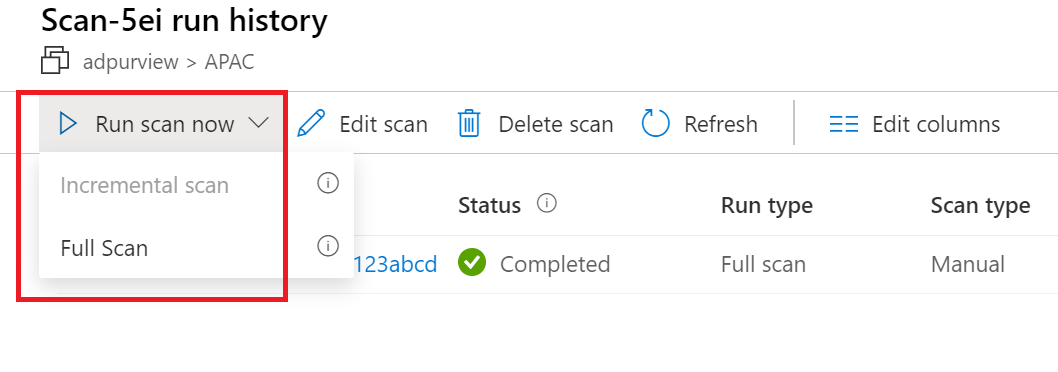 Scan-5ei run history
adpurview > APAC
Run scan now Edit scan Delete scan Refresh Edit columns
Incremental scan
Status Run type Scan type
Full Scan
123abcd Completed Full scan Manual